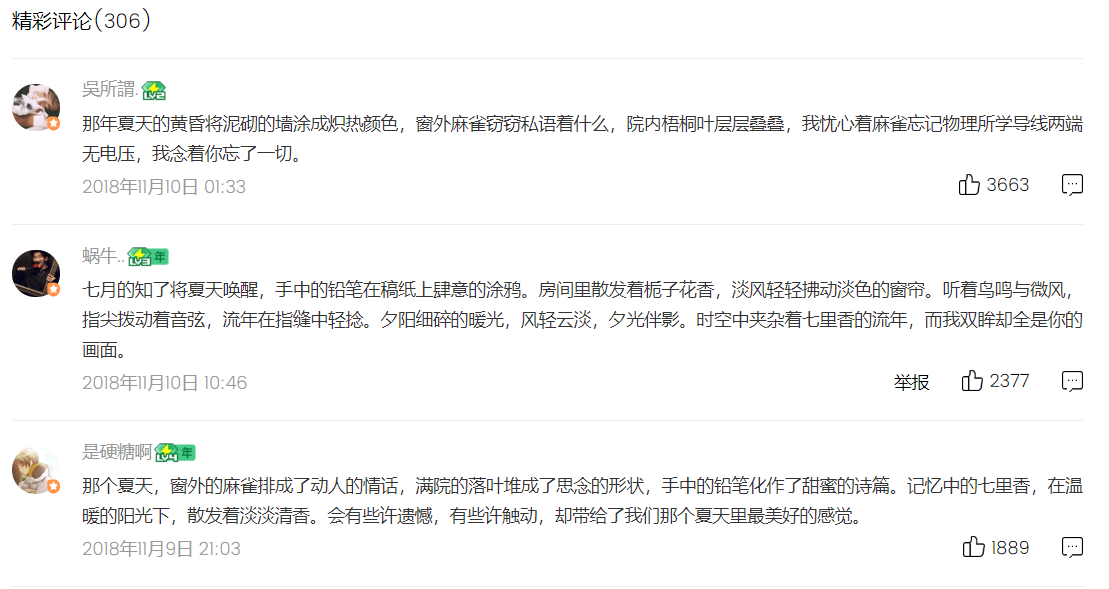 精彩评论(306)
吳所謂. LV2
那年夏天的黄昏将泥砌的墙涂成炽热颜色，窗外麻雀窃窃私语着什么，院内梧桐叶层层叠叠，我忧心着麻雀忘记物理所学导线两端
无电压，我念着你忘了一切。
2018年11月10日 01:33
3663
蜗牛.. LV3 年
七月的知了将夏天唤醒，手中的铅笔在稿纸上肆意的涂鸦。房间里散发着栀子花香，淡风轻轻拂动淡色的窗帘。听着鸟鸣与微风，
指尖拨动着音弦，流年在指缝中轻捻。夕阳细碎的暖光，风轻云淡，夕光伴影。时空中夹杂着七里香的流年，而我双眸却全是你的
画面。
2018年11月10日 10:46
举报 2377
是硬糖啊 LV4 年
那个夏天，窗外的麻雀排成了动人的情话，满院的落叶堆成了思念的形状，手中的铅笔化作了甜蜜的诗篇。记忆中的七里香，在温
暖的阳光下，散发着淡淡清香。会有些许遗憾，有些许触动，却带给了我们那个夏天里最美好的感觉。
2018年11月9日 21:03
1889